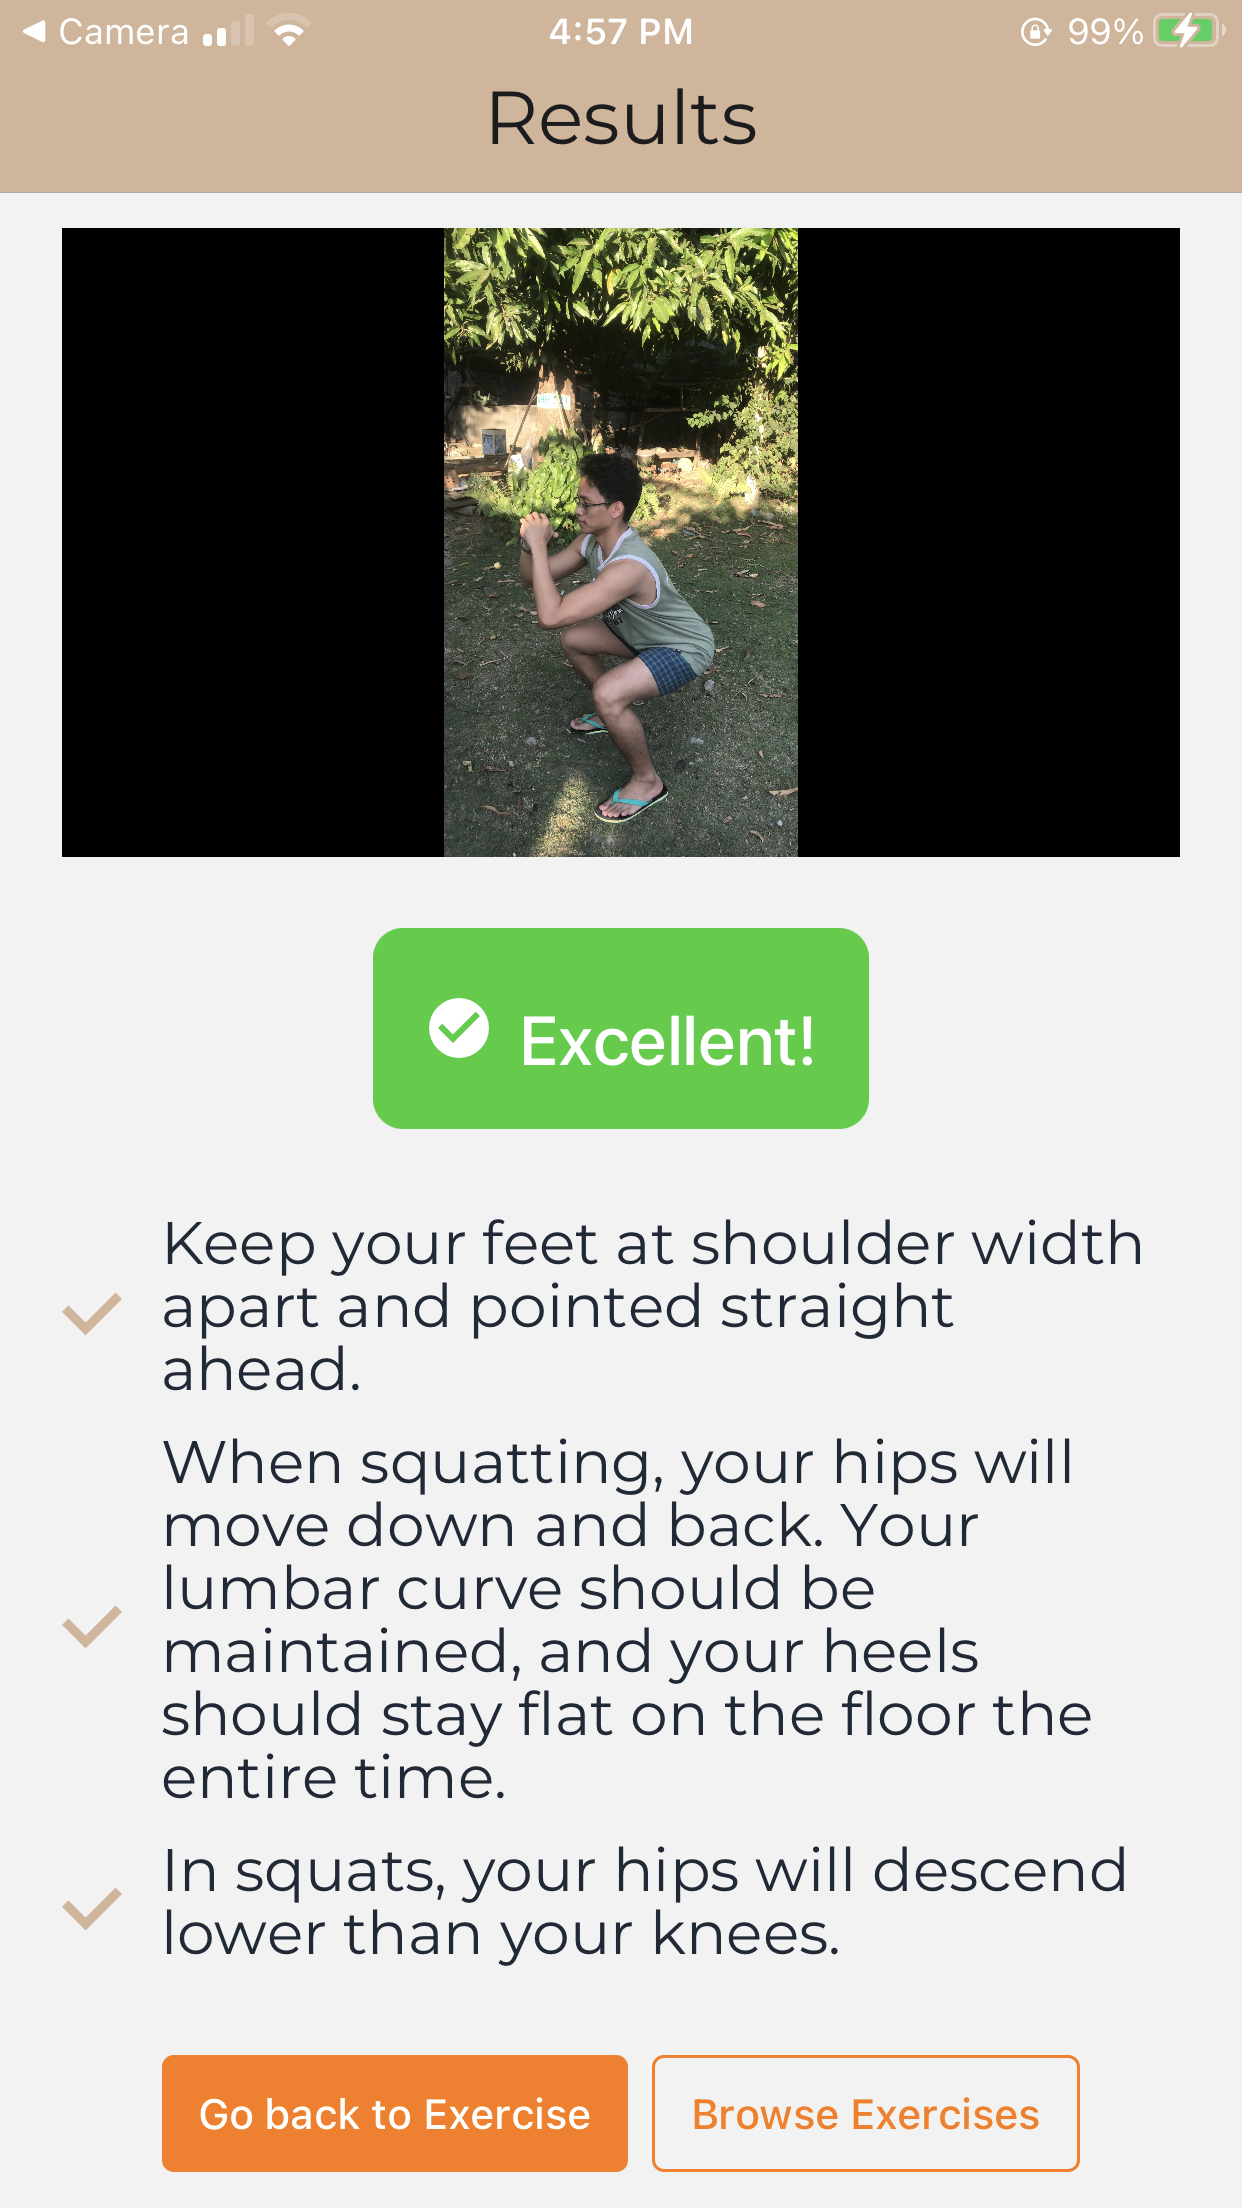 Camera
4:57 PM
99%
Results
Excellent!
Keep your feet at shoulder width
apart and pointed straight
ahead.
When squatting, your hips will
move down and back. Your
lumbar curve should be
maintained, and your heels
should stay flat on the floor the
entire time.
In squats, your hips will descend
lower than your knees.
Go back to Exercise
Browse Exercises